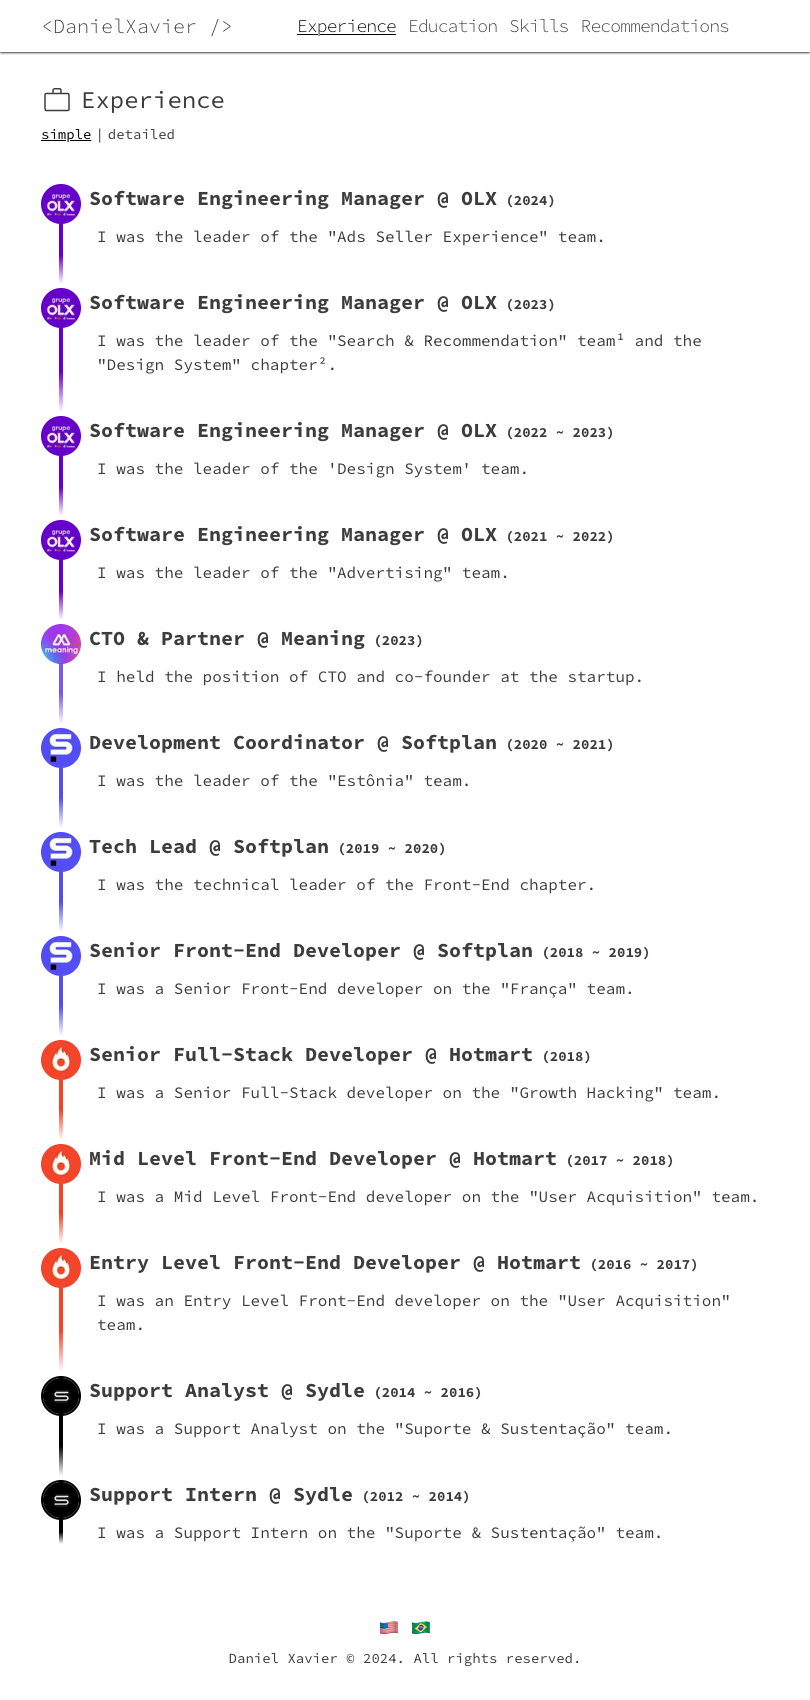 <DanielXavier />
Experience Education Skills Recommendations
Experience
simple | detailed
grupo
OLX
Software Engineering Manager @ OLX (2024)
I was the leader of the "Ads Seller Experience" team.
grupo
OLX
Software Engineering Manager @ OLX (2023)
I was the leader of the "Search & Recommendation" team¹ and the
"Design System" chapter².
grupo
OLX
Software Engineering Manager @ OLX (2022 ~ 2023)
I was the leader of the 'Design System' team.
grupo
OLX
Software Engineering Manager @ OLX (2021 ~ 2022)
I was the leader of the "Advertising" team.
meaning
CTO & Partner @ Meaning (2023)
I held the position of CTO and co-founder at the startup.
Development Coordinator @ Softplan (2020 ~ 2021)
I was the leader of the "Estônia" team.
Tech Lead @ Softplan (2019 ~ 2020)
I was the technical leader of the Front-End chapter.
Senior Front-End Developer @ Softplan (2018 ~ 2019)
I was a Senior Front-End developer on the "França" team.
Senior Full-Stack Developer @ Hotmart (2018)
I was a Senior Full-Stack developer on the "Growth Hacking" team.
Mid Level Front-End Developer @ Hotmart (2017 ~ 2018)
I was a Mid Level Front-End developer on the "User Acquisition" team.
Entry Level Front-End Developer @ Hotmart (2016 ~ 2017)
I was an Entry Level Front-End developer on the "User Acquisition"
team.
Support Analyst @ Sydle (2014 ~ 2016)
I was a Support Analyst on the "Suporte & Sustentação" team.
Support Intern @ Sydle (2012 ~ 2014)
I was a Support Intern on the "Suporte & Sustentação" team.
Daniel Xavier © 2024. All rights reserved.